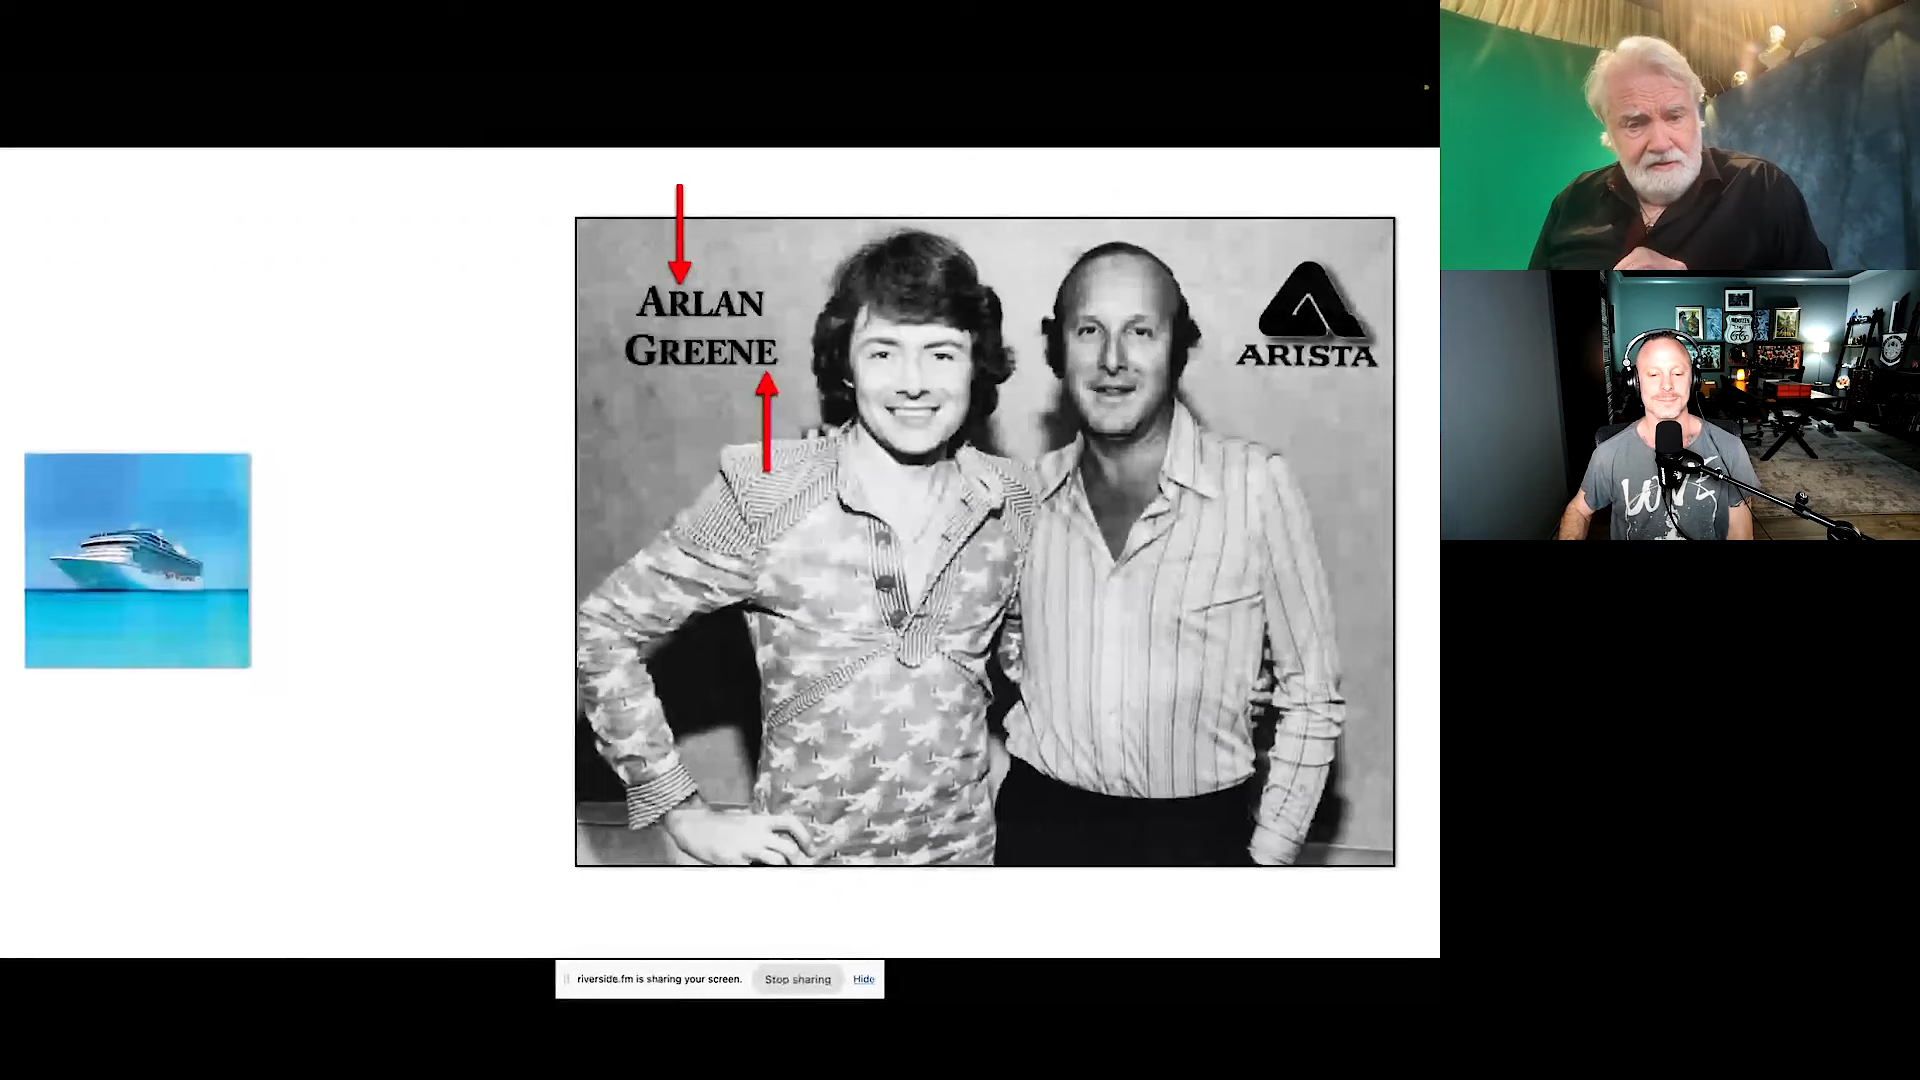 ARLAN
GREENE
ARISTA
riverside.fm is sharing your screen.
Stop sharing
Hide